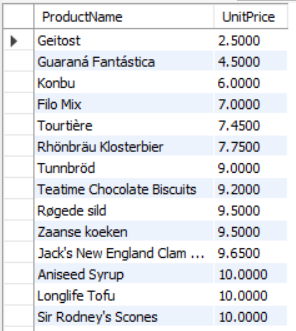 ProductName UnitPrice
Geitost 2.5000
Guaraná Fantástica 4.5000
Konbu 6.0000
Filo Mix 7.0000
Tourtière 7.4500
Rhönbräu Klosterbier 7.7500
Tunnbröd 9.0000
Teatime Chocolate Biscuits 9.2000
Røgede sild 9.5000
Zaanse koeken 9.5000
Jack's New England Clam ... 9.6500
Aniseed Syrup 10.0000
Longlife Tofu 10.0000
Sir Rodney's Scones 10.0000